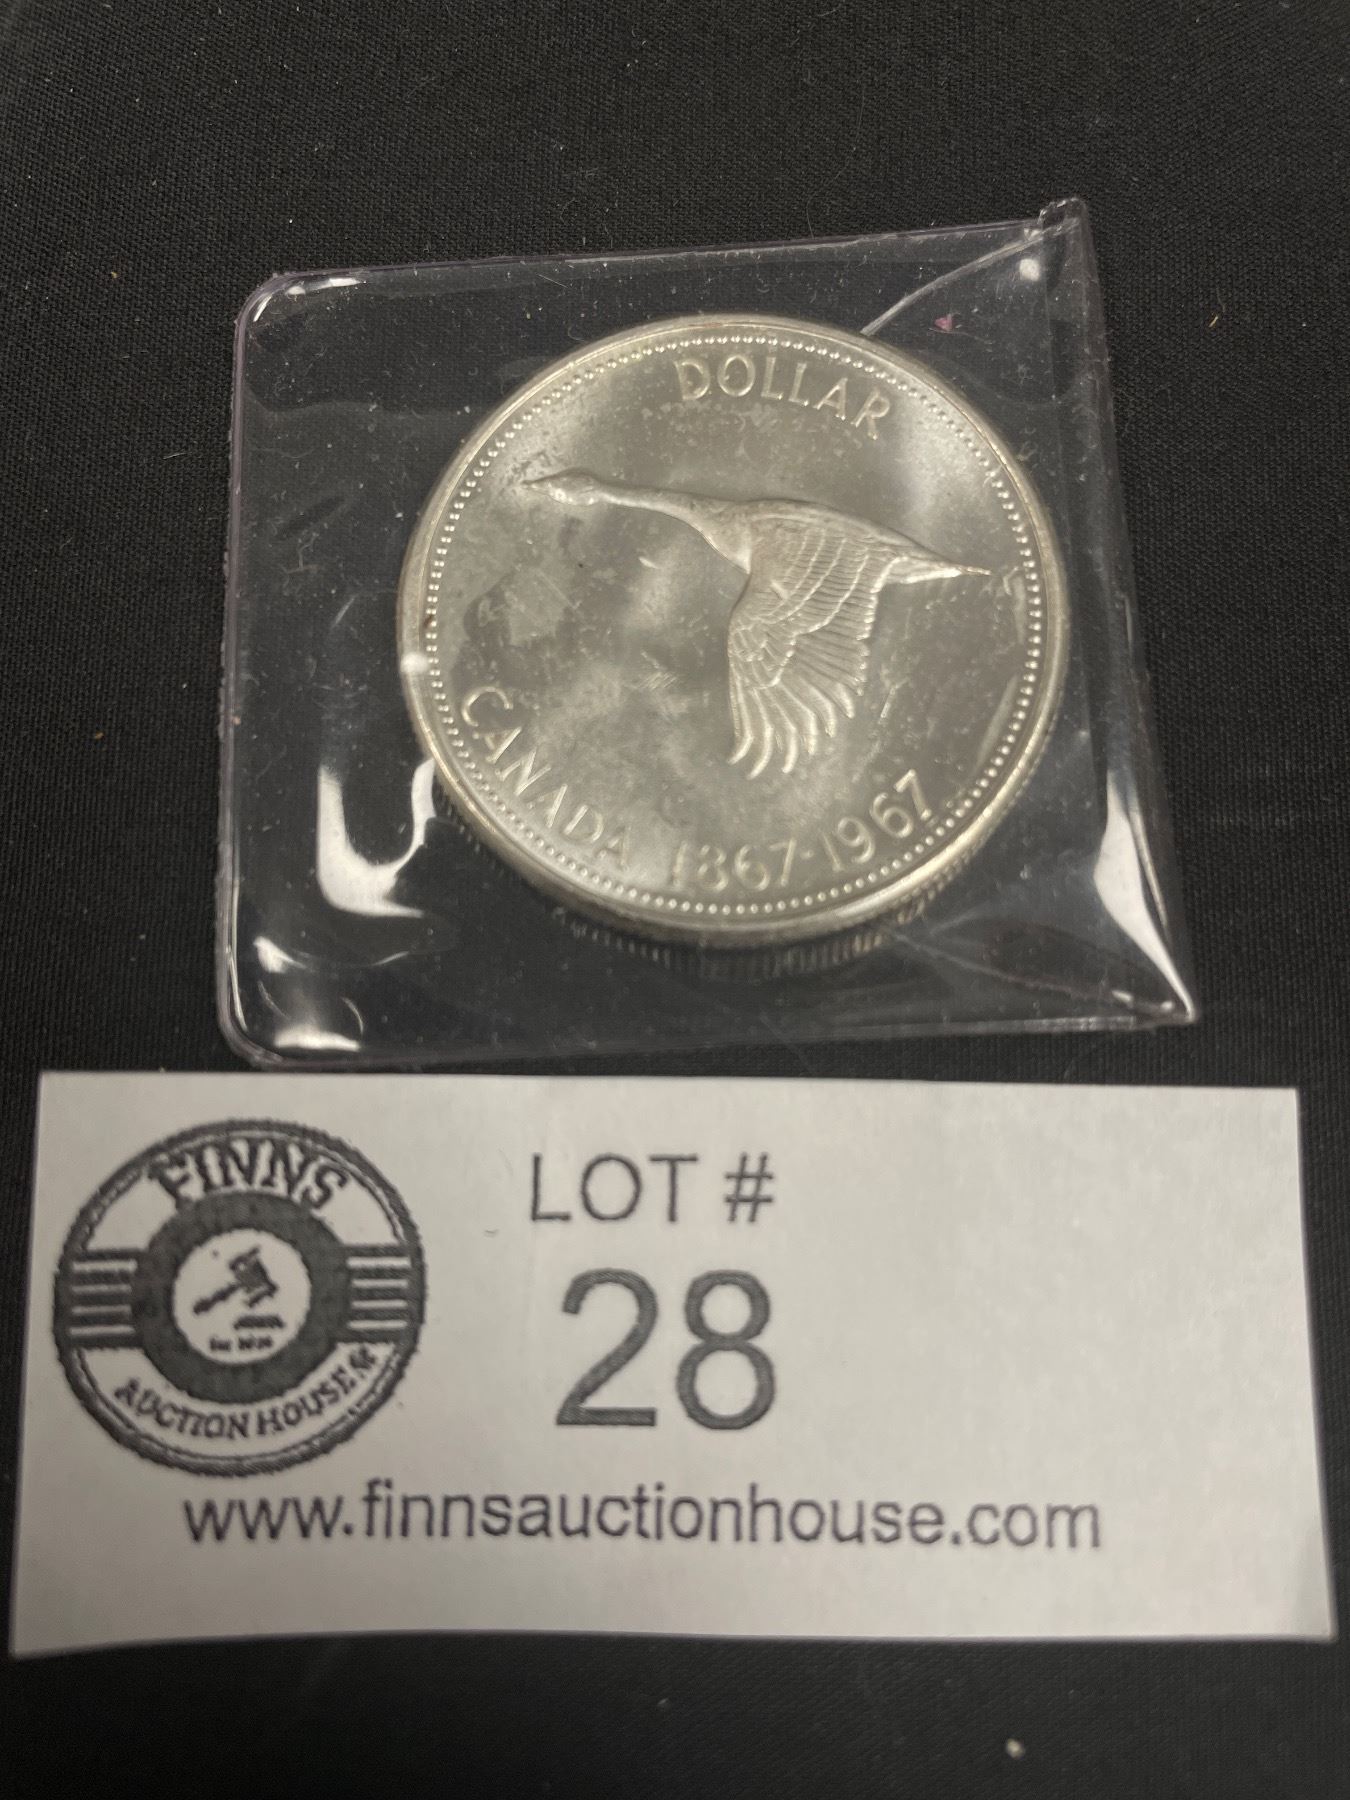 DOLLAR
CANADA 1867-1967
FINNS
AUCTION HOUSE
LOT #
28
www.finnsauctionhouse.com